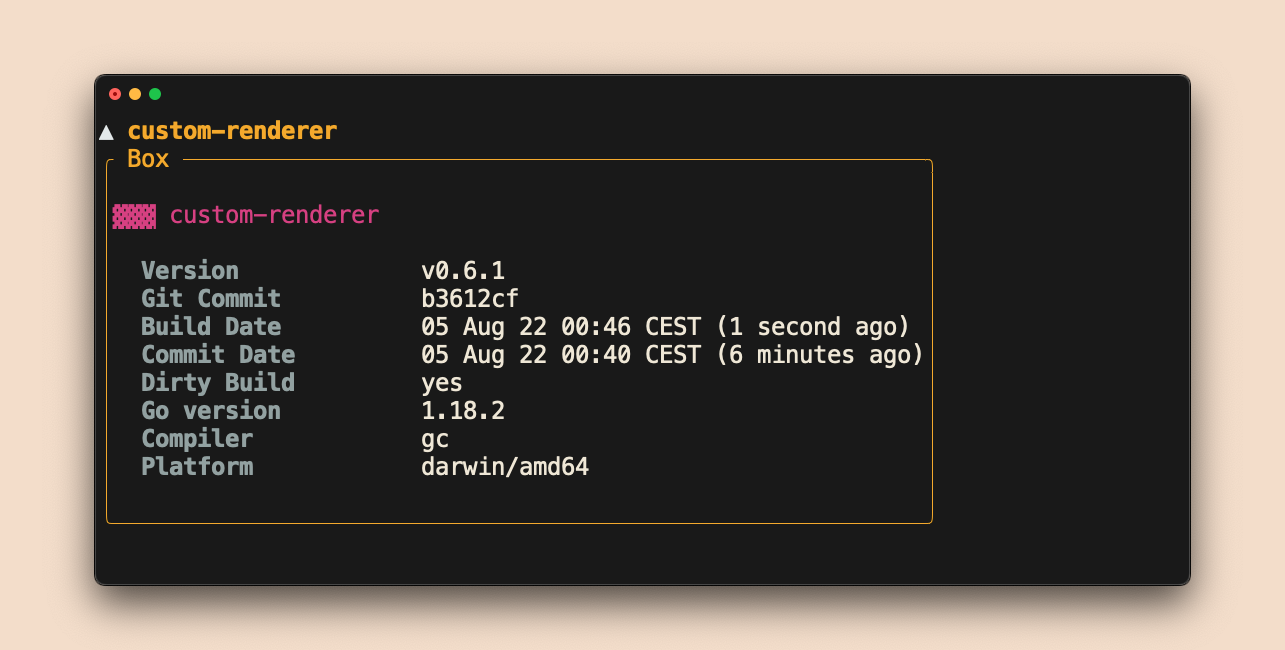 ▲ custom-renderer
Box
▓▓▓ custom-renderer
Version v0.6.1
Git Commit b3612cf
Build Date 05 Aug 22 00:46 CEST (1 second ago)
Commit Date 05 Aug 22 00:40 CEST (6 minutes ago)
Dirty Build yes
Go version 1.18.2
Compiler gc
Platform darwin/amd64